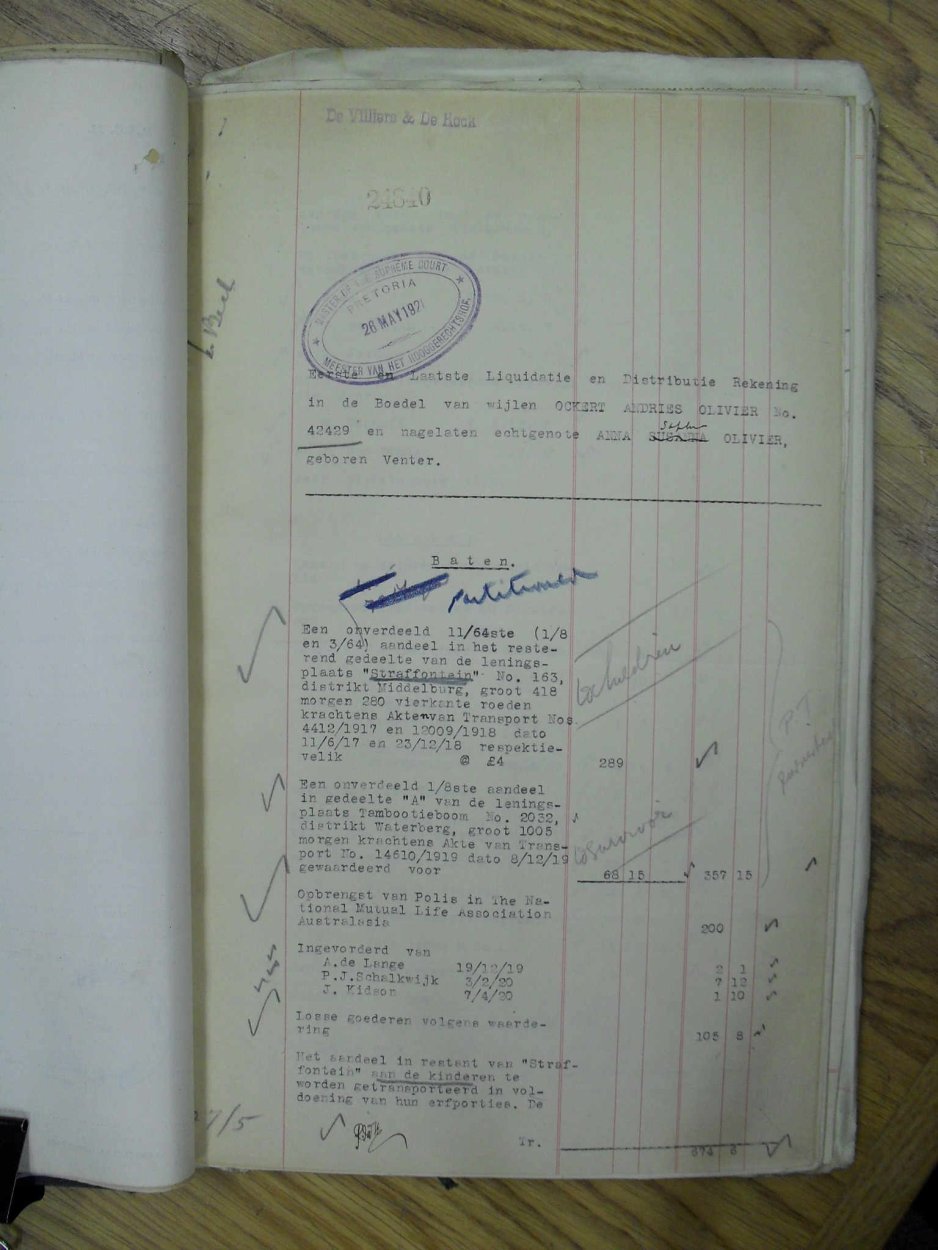 De Villiers & De Kock
24840
MASTER OF THE SUPREME COURT
PRETORIA
26 MAY 1921
MEESTER VAN HET HOOGGERECHTSHOF
Eerste en Laatste Liquidatie en Distributie Rekening
in de Boedel van wijlen OCKERT ANDRIES OLIVIER No.
42429 en nagelaten echtgenote ANNA SUSANNA OLIVIER,
geboren Venter.
Baten.
partitioned
Een onverdeeld 11/64ste (1/8
en 3/64) aandeel in het reste-
rend gedeelte van de lenings-
plaats "Straffontein" No. 163,
distrikt Middelburg, groot 418
morgen 280 vierkante roeden
krachtens Akte van Transport Nos.
4412/1917 en 12009/1918 dato
11/6/17 en 23/12/18 respektie-
velik @ £4 289
to children
Een onverdeeld 1/8ste aandeel
in gedeelte "A" van de lenings-
plaats Tambootieboom No. 2032,
distrikt Waterberg, groot 1005
morgen krachtens Akte van Trans-
port No. 14610/1919 dato 8/12/19
gewaardeerd voor 68 15 357 15
to Survivor
Opbrengst van Polis in The Na-
tional Mutual Life Association
Australasia 200
Ingevorderd van
A.de Lange 19/12/19 2 1
P.J.Schalkwijk 3/2/20 7 12
J. Kidson 7/4/20 1 10
Losse goederen volgens waarde-
ring 105 8
Het aandeel in restant van "Straf-
fontein" aan de kinderen te
worden getransporteerd in vol-
doening van hun erfporties. De
Tr. 674 6